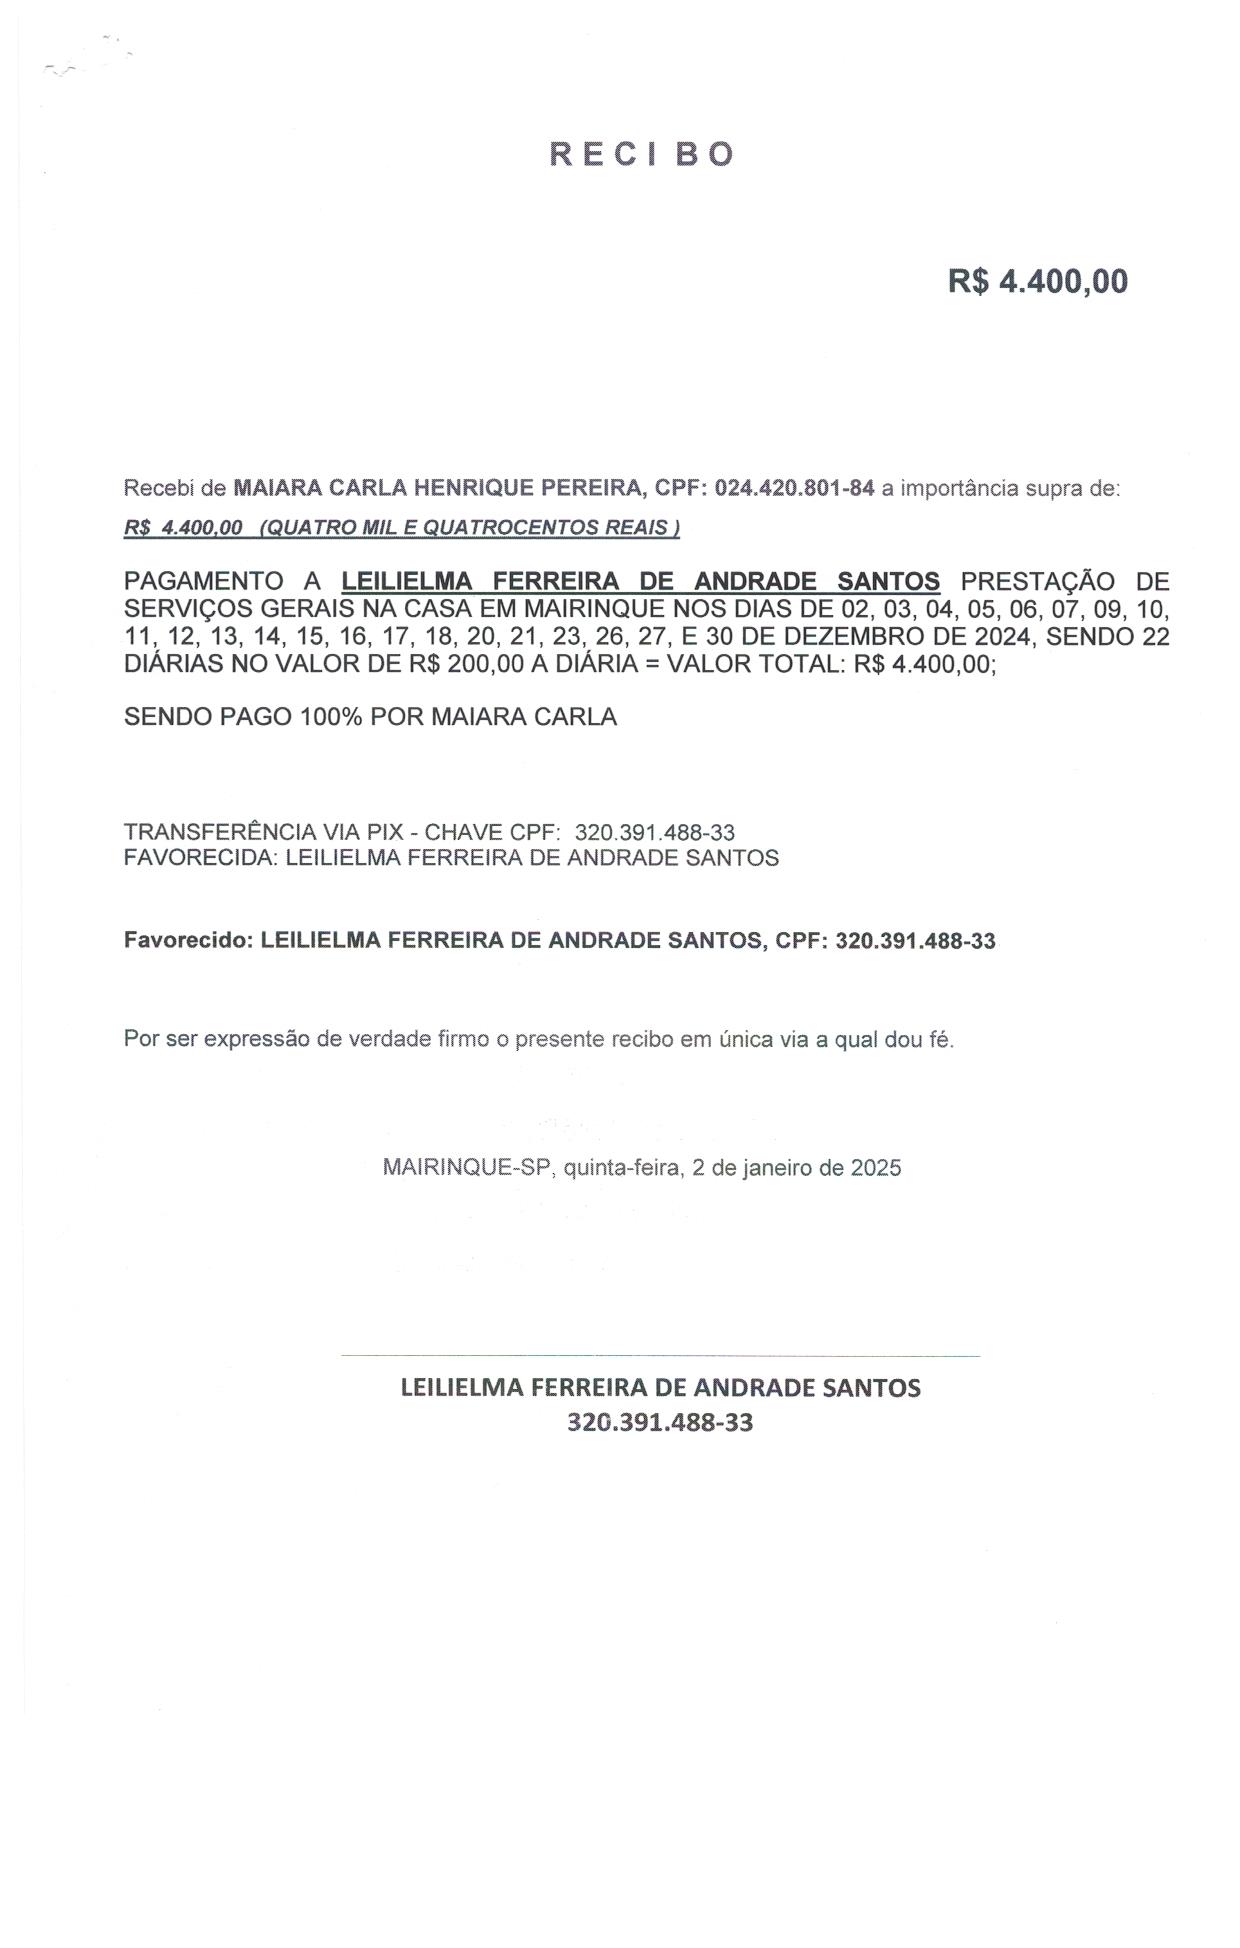 RECIBO
R$ 4.400,00
Recebi de MAIARA CARLA HENRIQUE PEREIRA, CPF: 024.420.801-84 a importância supra de:
R$ 4.400,00 (QUATRO MIL E QUATROCENTOS REAIS )
PAGAMENTO A LEILIELMA FERREIRA DE ANDRADE SANTOS PRESTAÇÃO DE
SERVIÇOS GERAIS NA CASA EM MAIRINQUE NOS DIAS DE 02, 03, 04, 05, 06, 07, 09, 10,
11, 12, 13, 14, 15, 16, 17, 18, 20, 21, 23, 26, 27, E 30 DE DEZEMBRO DE 2024, SENDO 22
DIÁRIAS NO VALOR DE R$ 200,00 A DIÁRIA = VALOR TOTAL: R$ 4.400,00;
SENDO PAGO 100% POR MAIARA CARLA
TRANSFERÊNCIA VIA PIX - CHAVE CPF: 320.391.488-33
FAVORECIDA: LEILIELMA FERREIRA DE ANDRADE SANTOS
Favorecido: LEILIELMA FERREIRA DE ANDRADE SANTOS, CPF: 320.391.488-33
Por ser expressão de verdade firmo o presente recibo em única via a qual dou fé.
MAIRINQUE-SP, quinta-feira, 2 de janeiro de 2025
LEILIELMA FERREIRA DE ANDRADE SANTOS
320.391.488-33